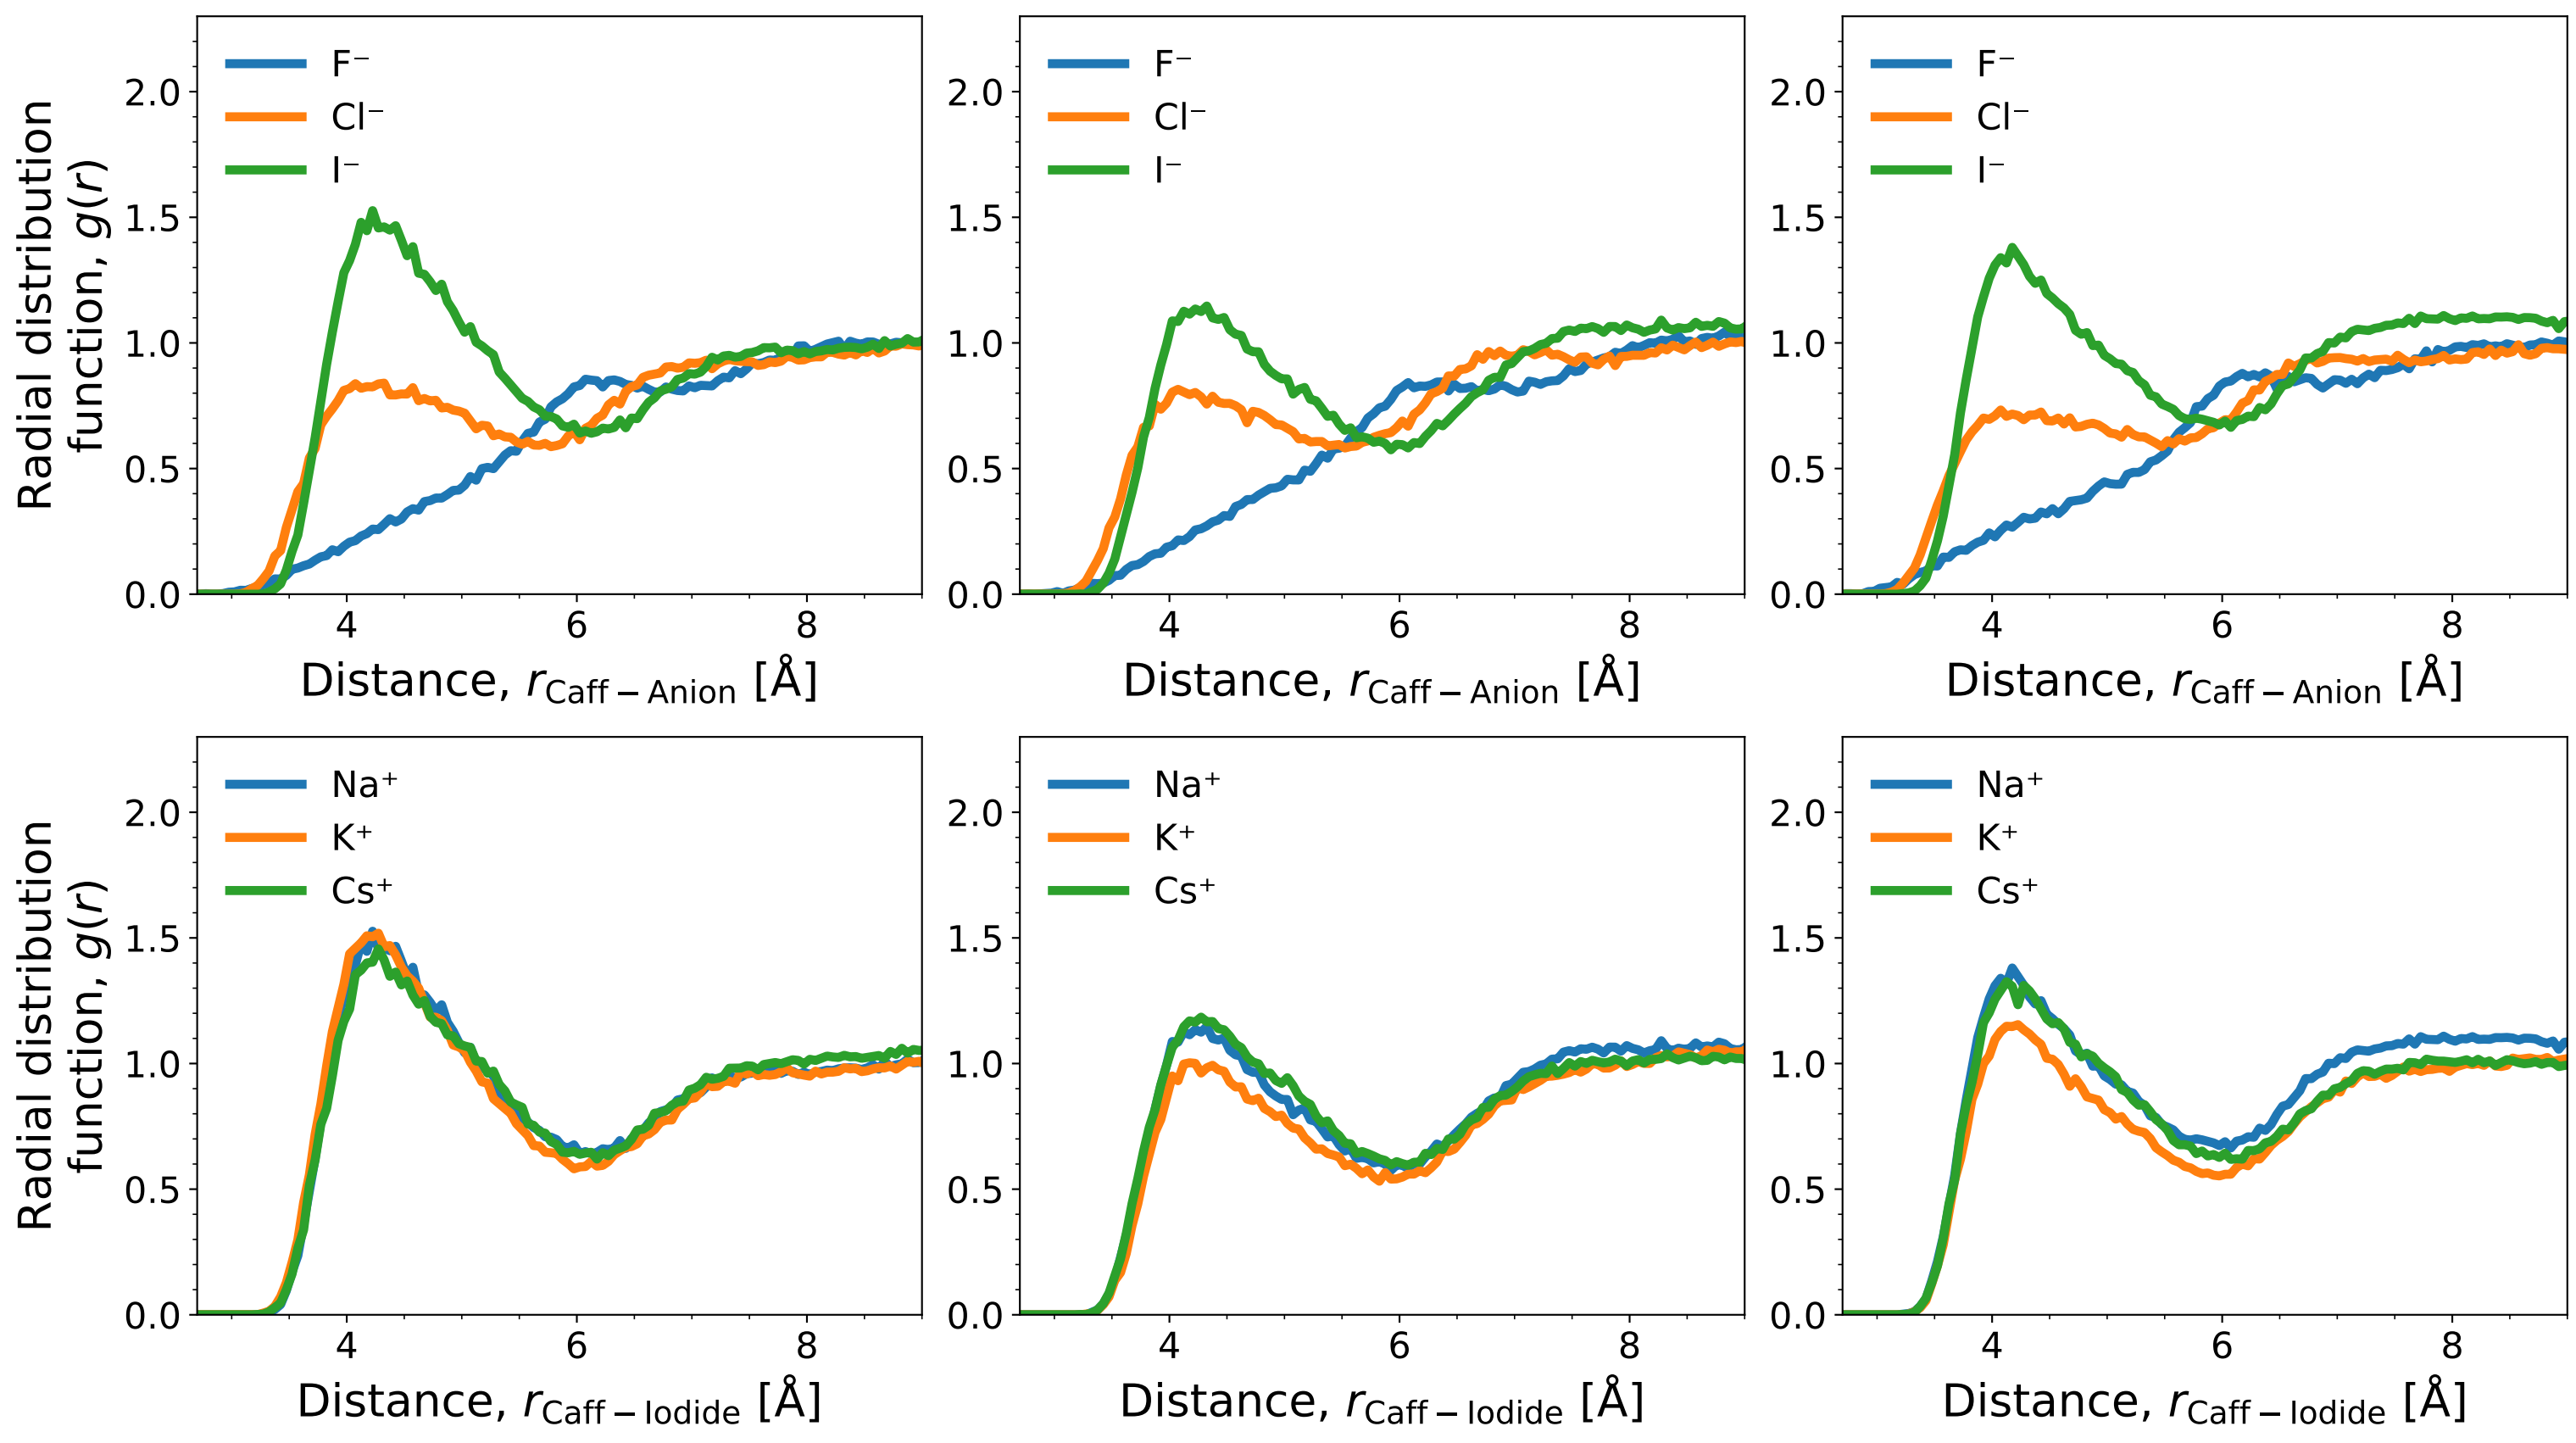 Radial distribution
function, g(r)
F⁻
Cl⁻
I⁻
2.0
1.5
1.0
0.5
0.0
4 6 8
Distance, r_Caff − Anion [Å]
F⁻
Cl⁻
I⁻
2.0
1.5
1.0
0.5
0.0
4 6 8
Distance, r_Caff − Anion [Å]
F⁻
Cl⁻
I⁻
2.0
1.5
1.0
0.5
0.0
4 6 8
Distance, r_Caff − Anion [Å]
Radial distribution
function, g(r)
Na⁺
K⁺
Cs⁺
2.0
1.5
1.0
0.5
0.0
4 6 8
Distance, r_Caff − Iodide [Å]
Na⁺
K⁺
Cs⁺
2.0
1.5
1.0
0.5
0.0
4 6 8
Distance, r_Caff − Iodide [Å]
Na⁺
K⁺
Cs⁺
2.0
1.5
1.0
0.5
0.0
4 6 8
Distance, r_Caff − Iodide [Å]